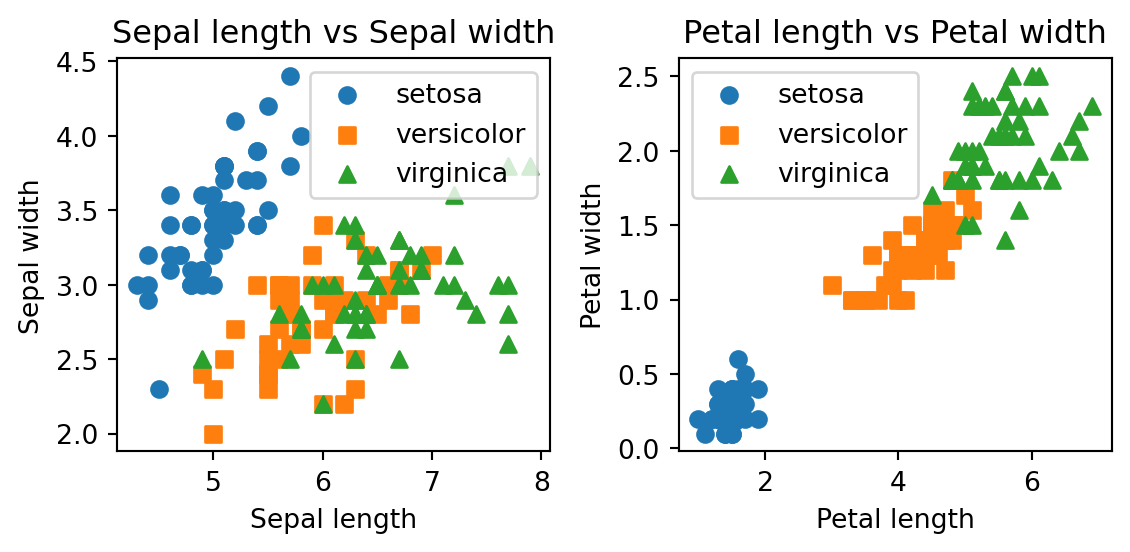 Sepal length vs Sepal width
4.5
4.0
3.5
3.0
2.5
2.0
Sepal width
setosa
versicolor
virginica
5 6 7 8
Sepal length
Petal length vs Petal width
2.5
2.0
1.5
1.0
0.5
0.0
Petal width
setosa
versicolor
virginica
2 4 6
Petal length